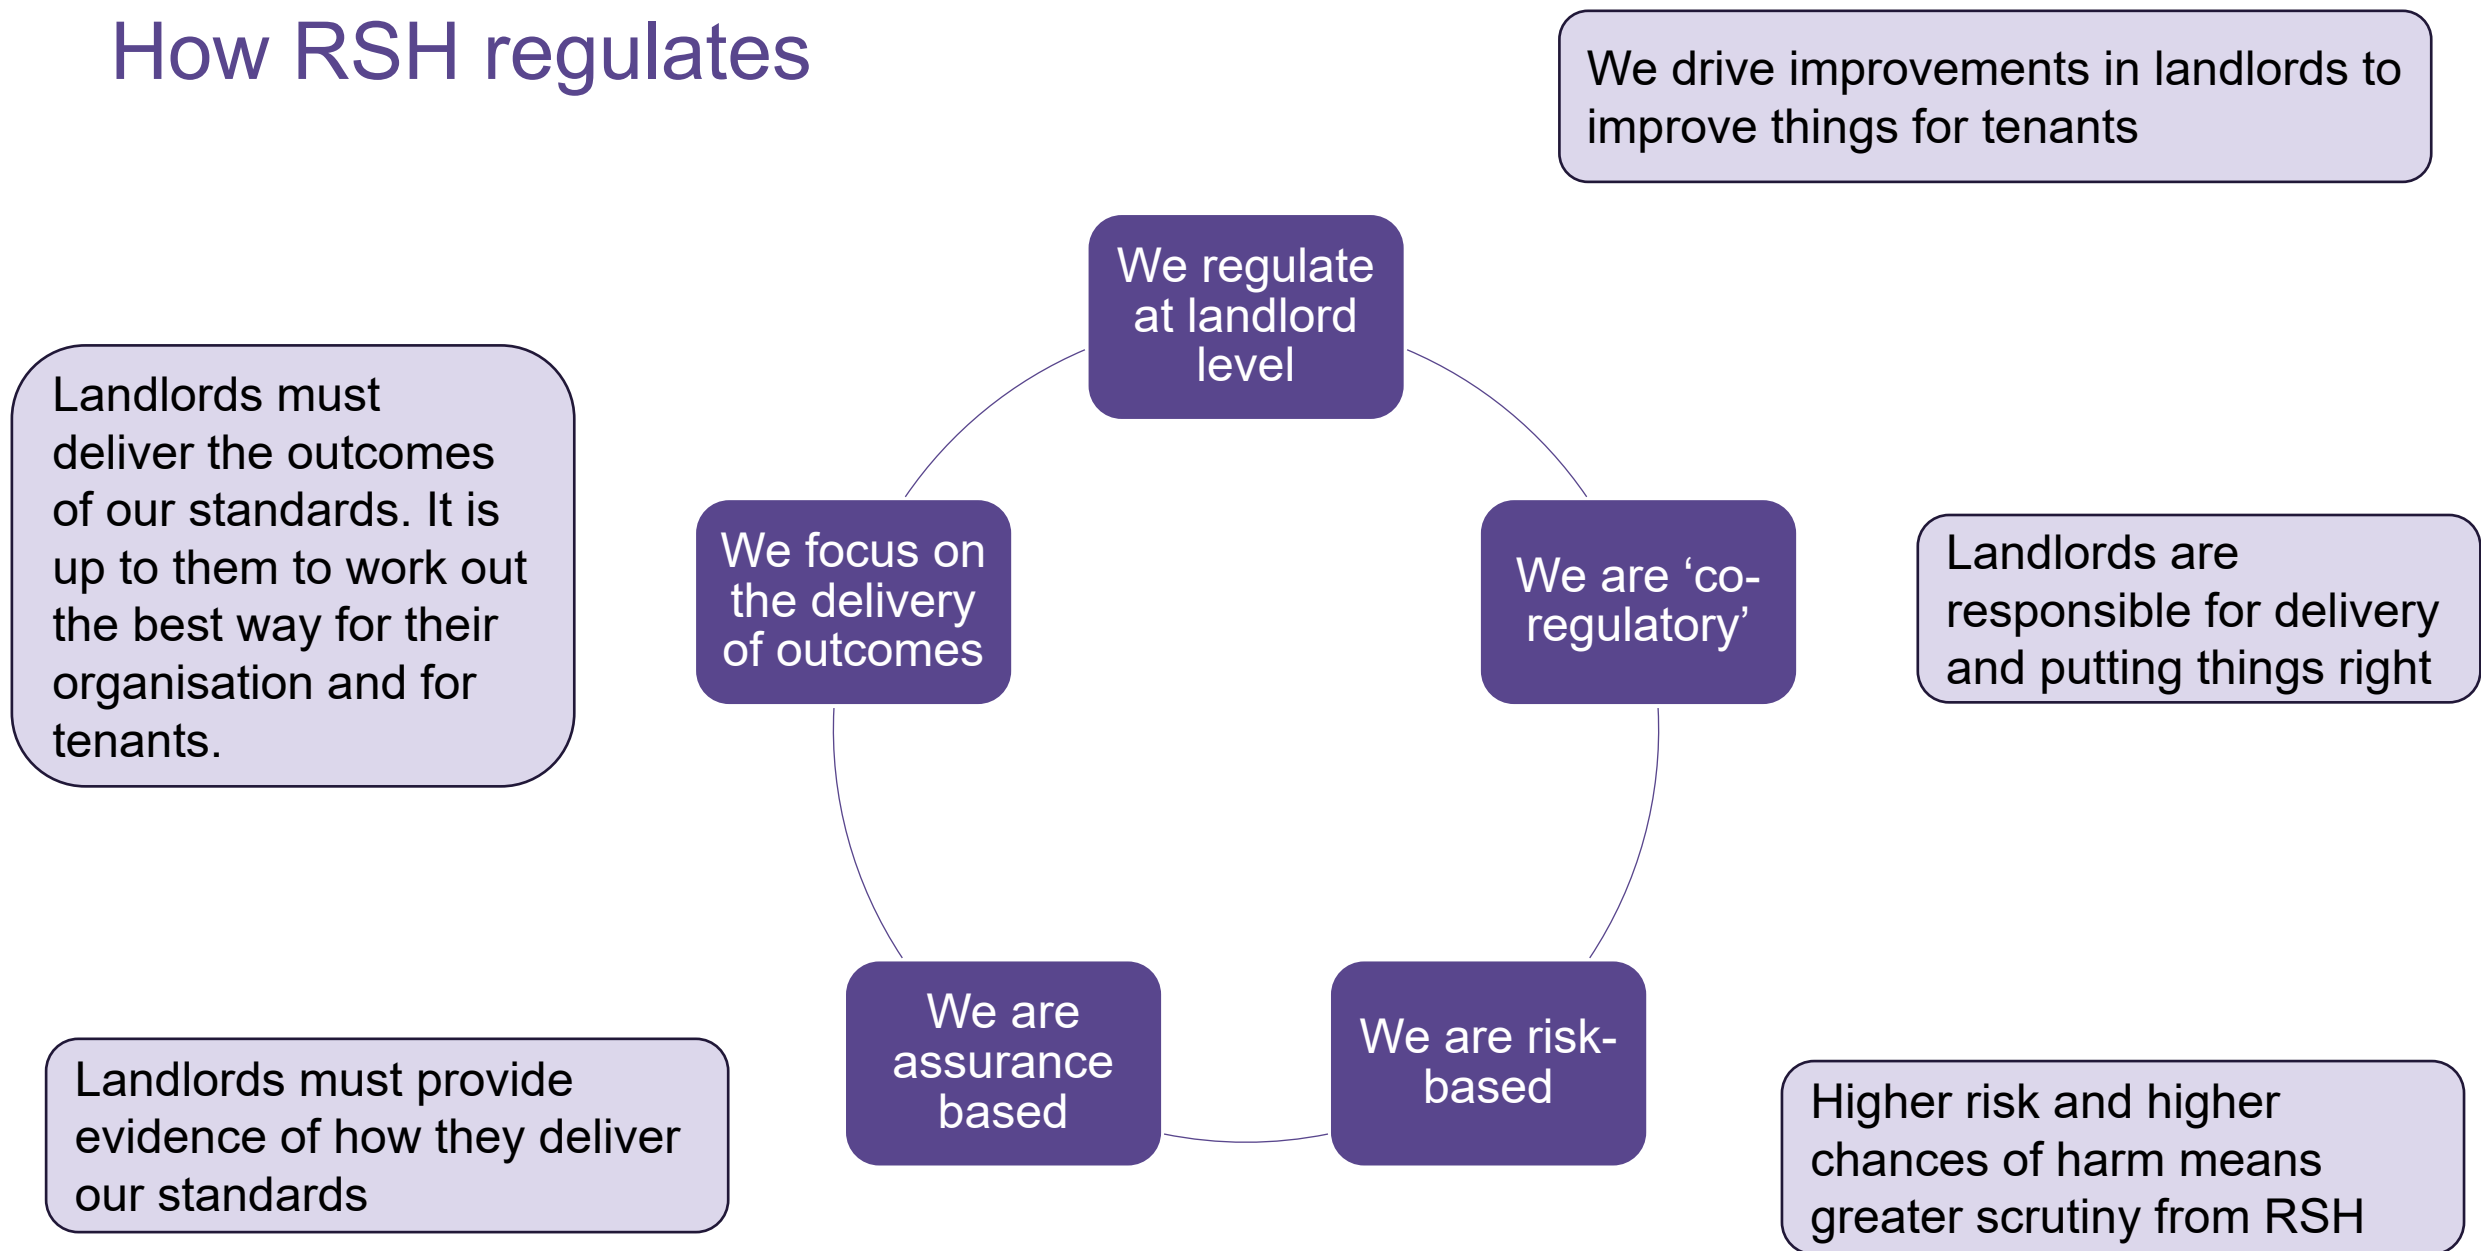 How RSH regulates
We drive improvements in landlords to
improve things for tenants
We regulate
at landlord
level
Landlords must
deliver the outcomes
of our standards. It is
up to them to work out
the best way for their
organisation and for
tenants.
We focus on
the delivery
of outcomes
We are ‘co-
regulatory’
Landlords are
responsible for delivery
and putting things right
We are
assurance
based
We are risk-
based
Landlords must provide
evidence of how they deliver
our standards
Higher risk and higher
chances of harm means
greater scrutiny from RSH